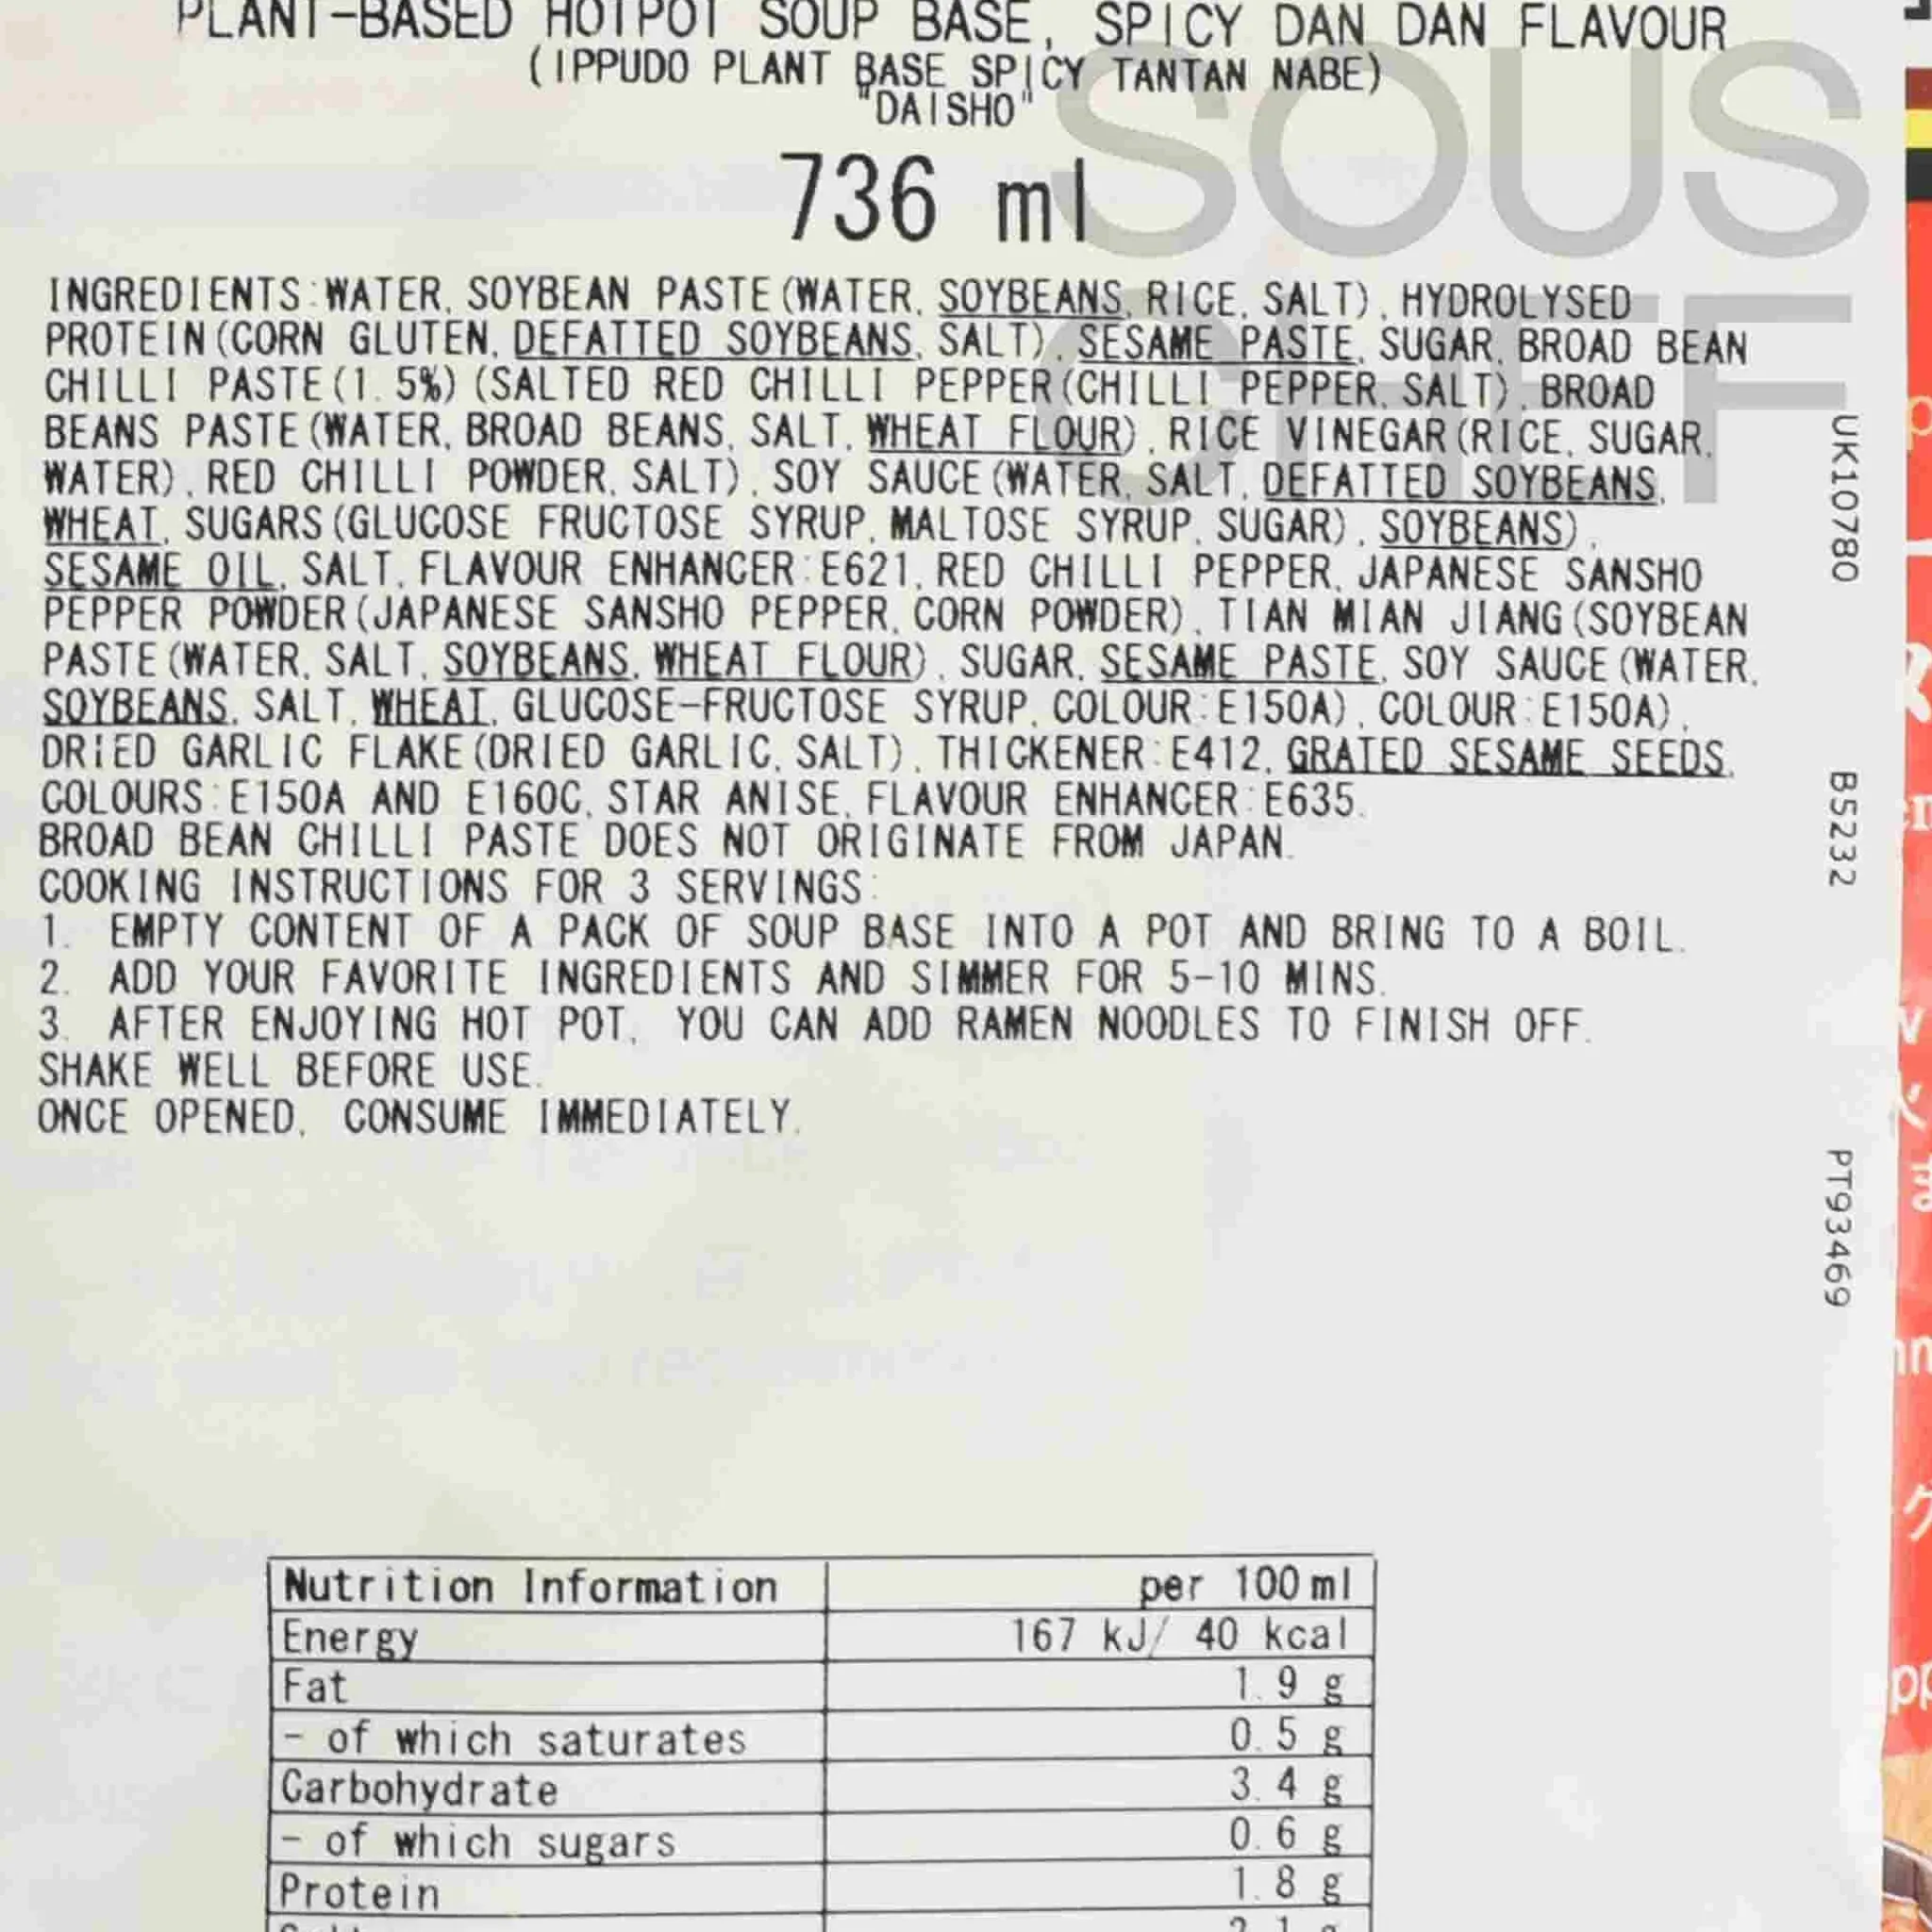 PLANT-BASED HOTPOT SOUP BASE, SPICY DAN DAN FLAVOUR
(IPPUDO PLANT BASE SPICY TANTAN NABE)
"DAISHO"
736 ml
SOUS
CHEF
INGREDIENTS:WATER, SOYBEAN PASTE(WATER, SOYBEANS, RICE, SALT), HYDROLYSED
PROTEIN(CORN GLUTEN, DEFATTED SOYBEANS, SALT), SESAME PASTE, SUGAR, BROAD BEAN
CHILLI PASTE(1.5%)(SALTED RED CHILLI PEPPER(CHILLI PEPPER, SALT), BROAD
BEANS PASTE(WATER, BROAD BEANS, SALT, WHEAT FLOUR), RICE VINEGAR(RICE, SUGAR,
WATER), RED CHILLI POWDER, SALT), SOY SAUCE(WATER, SALT, DEFATTED SOYBEANS,
WHEAT, SUGARS(GLUCOSE FRUCTOSE SYRUP, MALTOSE SYRUP, SUGAR), SOYBEANS),
SESAME OIL, SALT, FLAVOUR ENHANCER:E621, RED CHILLI PEPPER, JAPANESE SANSHO
PEPPER POWDER(JAPANESE SANSHO PEPPER, CORN POWDER), TIAN MIAN JIANG(SOYBEAN
PASTE(WATER, SALT, SOYBEANS, WHEAT FLOUR), SUGAR, SESAME PASTE, SOY SAUCE(WATER,
SOYBEANS, SALT, WHEAT, GLUCOSE-FRUCTOSE SYRUP, COLOUR:E150A), COLOUR:E150A),
DRIED GARLIC FLAKE(DRIED GARLIC, SALT), THICKENER:E412, GRATED SESAME SEEDS,
COLOURS:E150A AND E160C, STAR ANISE, FLAVOUR ENHANCER:E635.
BROAD BEAN CHILLI PASTE DOES NOT ORIGINATE FROM JAPAN.
COOKING INSTRUCTIONS FOR 3 SERVINGS:
1. EMPTY CONTENT OF A PACK OF SOUP BASE INTO A POT AND BRING TO A BOIL.
2. ADD YOUR FAVORITE INGREDIENTS AND SIMMER FOR 5-10 MINS.
3. AFTER ENJOYING HOT POT, YOU CAN ADD RAMEN NOODLES TO FINISH OFF.
SHAKE WELL BEFORE USE.
ONCE OPENED, CONSUME IMMEDIATELY.
UK10780 B5232 PT93469
Nutrition Information per 100ml
Energy 167 kJ/ 40 kcal
Fat 1.9 g
- of which saturates 0.5 g
Carbohydrate 3.4 g
- of which sugars 0.6 g
Protein 1.8 g